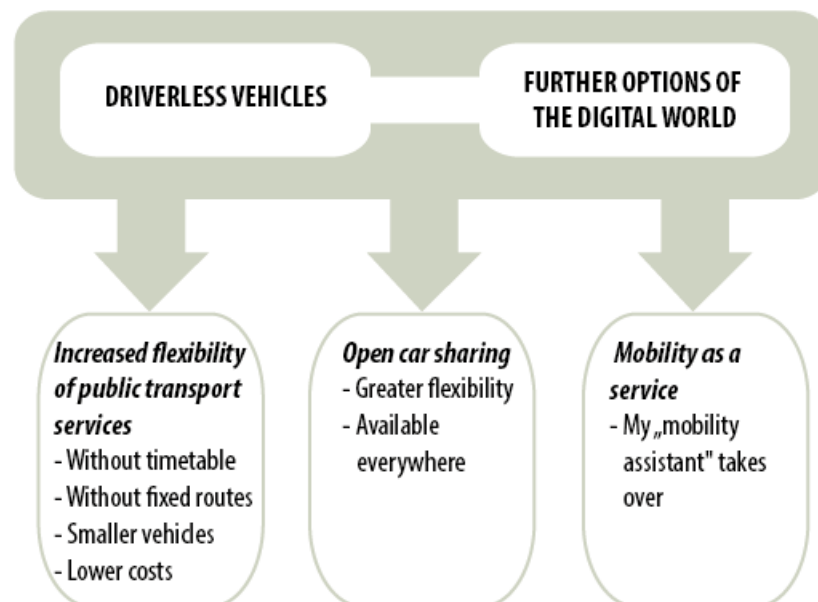 DRIVERLESS VEHICLES
FURTHER OPTIONS OF
THE DIGITAL WORLD
Increased flexibility
of public transport
services
- Without timetable
- Without fixed routes
- Smaller vehicles
- Lower costs
Open car sharing
- Greater flexibility
- Available
everywhere
Mobility as a
service
- My „mobility
assistant" takes
over